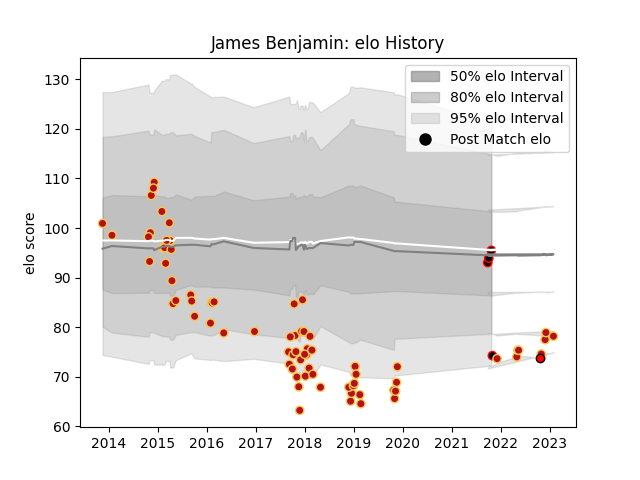 James Benjamin: elo History
50% elo Interval
80% elo Interval
95% elo Interval
Post Match elo
elo score
130
120
110
100
90
80
70
60
2014 2015 2016 2017 2018 2019 2020 2021 2022 2023